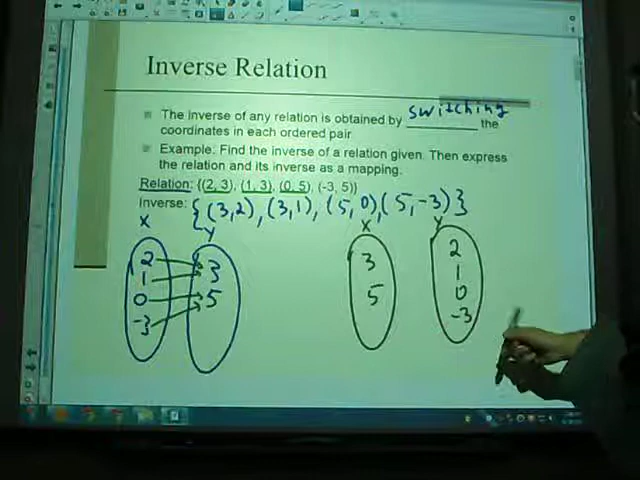 Inverse Relation
The inverse of any relation is obtained by switching the
coordinates in each ordered pair
Example: Find the inverse of a relation given. Then express
the relation and its inverse as a mapping.
Relation: {(2, 3), (1, 3), (0, 5), (-3, 5)}
Inverse: {(3,2), (3,1), (5,0), (5,-3)}
X Y X Y
2 3 3 2
1 5 5 1
0 0
-3 -3